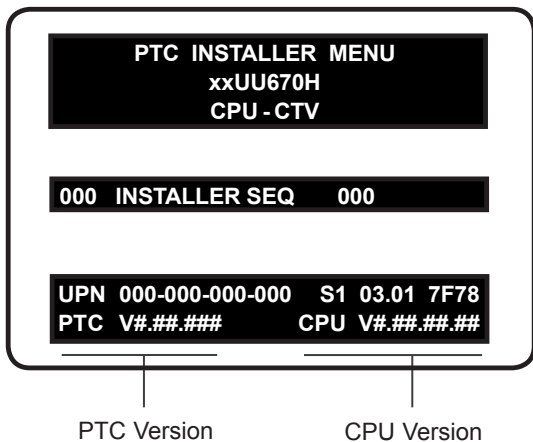 PTC INSTALLER MENU
xxUU670H
CPU - CTV
000 INSTALLER SEQ 000
UPN 000-000-000-000 S1 03.01 7F78
PTC V#.##.### CPU V#.##.##.##
PTC Version CPU Version